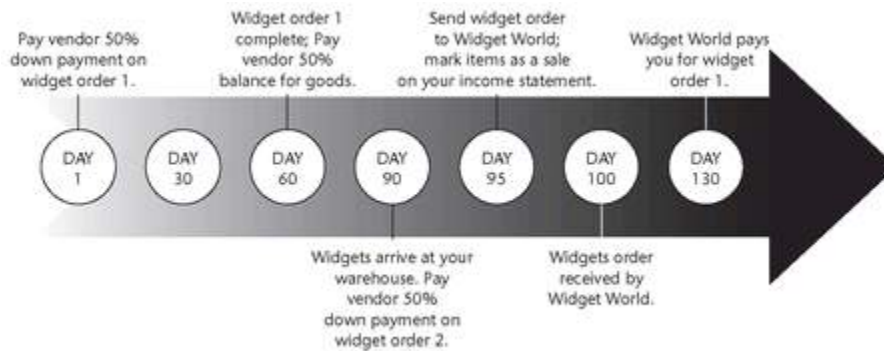 Pay vendor 50%
down payment on
widget order 1.
Widget order 1
complete; Pay
vendor 50%
balance for goods.
Send widget order
to Widget World;
mark items as a sale
on your income statement.
Widget World pays
you for widget
order 1.
DAY
1
DAY
30
DAY
60
DAY
90
DAY
95
DAY
100
DAY
130
Widgets arrive at your
warehouse. Pay
vendor 50%
down payment on
widget order 2.
Widgets order
received by
Widget World.